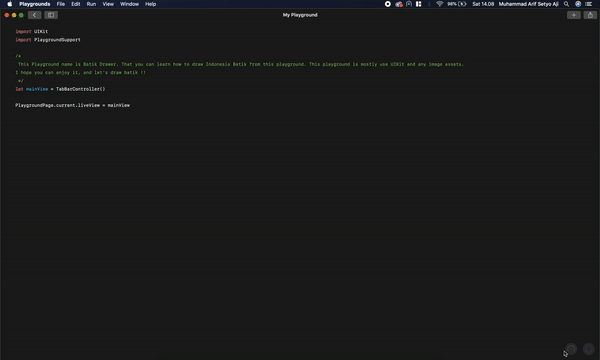 Playgrounds File Edit Run View Window Help 98% Sat 14.08 Muhammad Arif Setyo Aji
My Playground
import UIKit
import PlaygroundSupport
/*
This Playground name is Batik Drawer. That you can learn how to draw Indonesia Batik from this playground. This playground is mostly use UIKit and any image assets.
I hope you can enjoy it, and let's draw batik !!
*/
let mainView = TabBarController()
PlaygroundPage.current.liveView = mainView